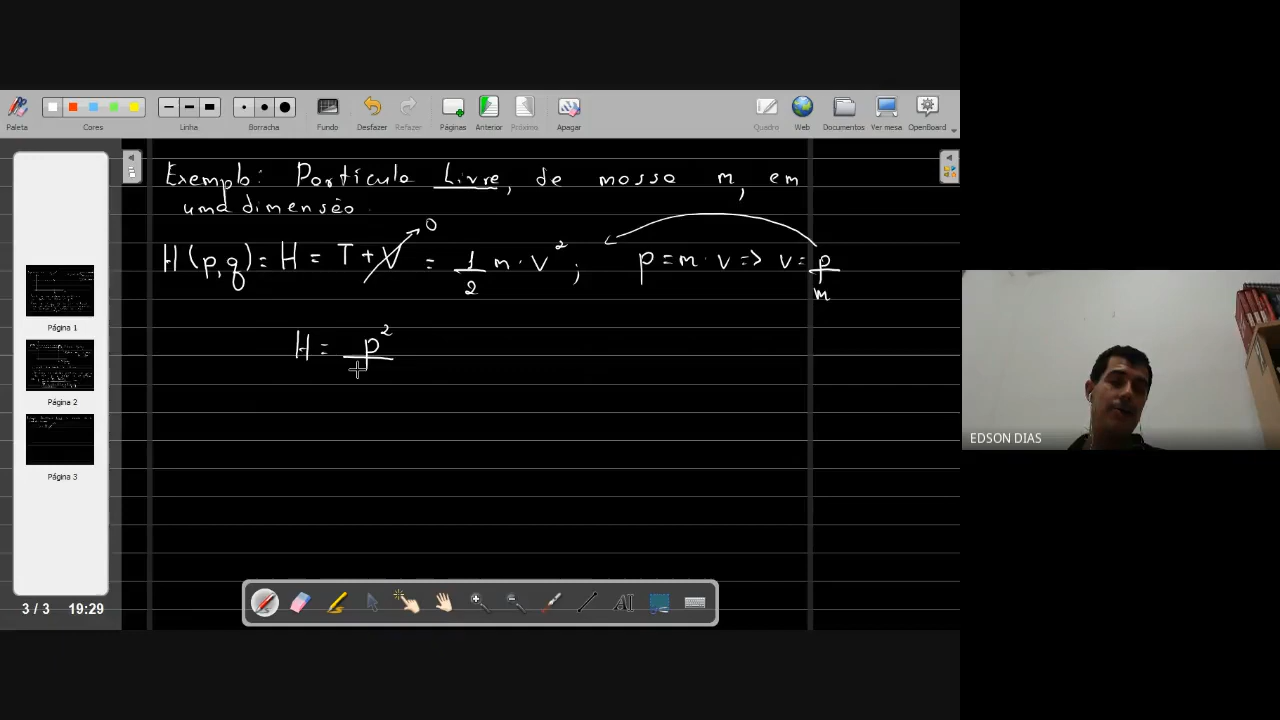 Paleta
Cores
Linha
Borracha
Fundo
Desfazer
Refazer
Páginas
Anterior
Próximo
Apagar
Quadro
Web
Documentos
Ver mesa
OpenBoard
Exemplo: Partícula Livre, de massa m, em
uma dimensão.
H(p,q) = H = T + V → 0 = 1/2 m · v² ; p = m · v => v = p/m
H = p²
Página 1
Página 2
Página 3
3 / 3 19:29
AI
EDSON DIAS